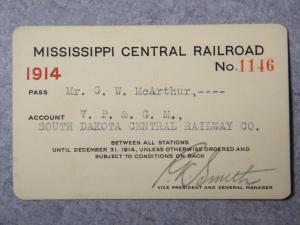 MISSISSIPPI CENTRAL RAILROAD
1914 No. 1146
PASS Mr. G. W. McArthur,----
ACCOUNT V. P. & G. M.,
SOUTH DAKOTA CENTRAL RAILWAY CO.
BETWEEN ALL STATIONS
UNTIL DECEMBER 31, 1914, UNLESS OTHERWISE ORDERED AND
SUBJECT TO CONDITIONS ON BACK
Smith
VICE PRESIDENT AND GENERAL MANAGER